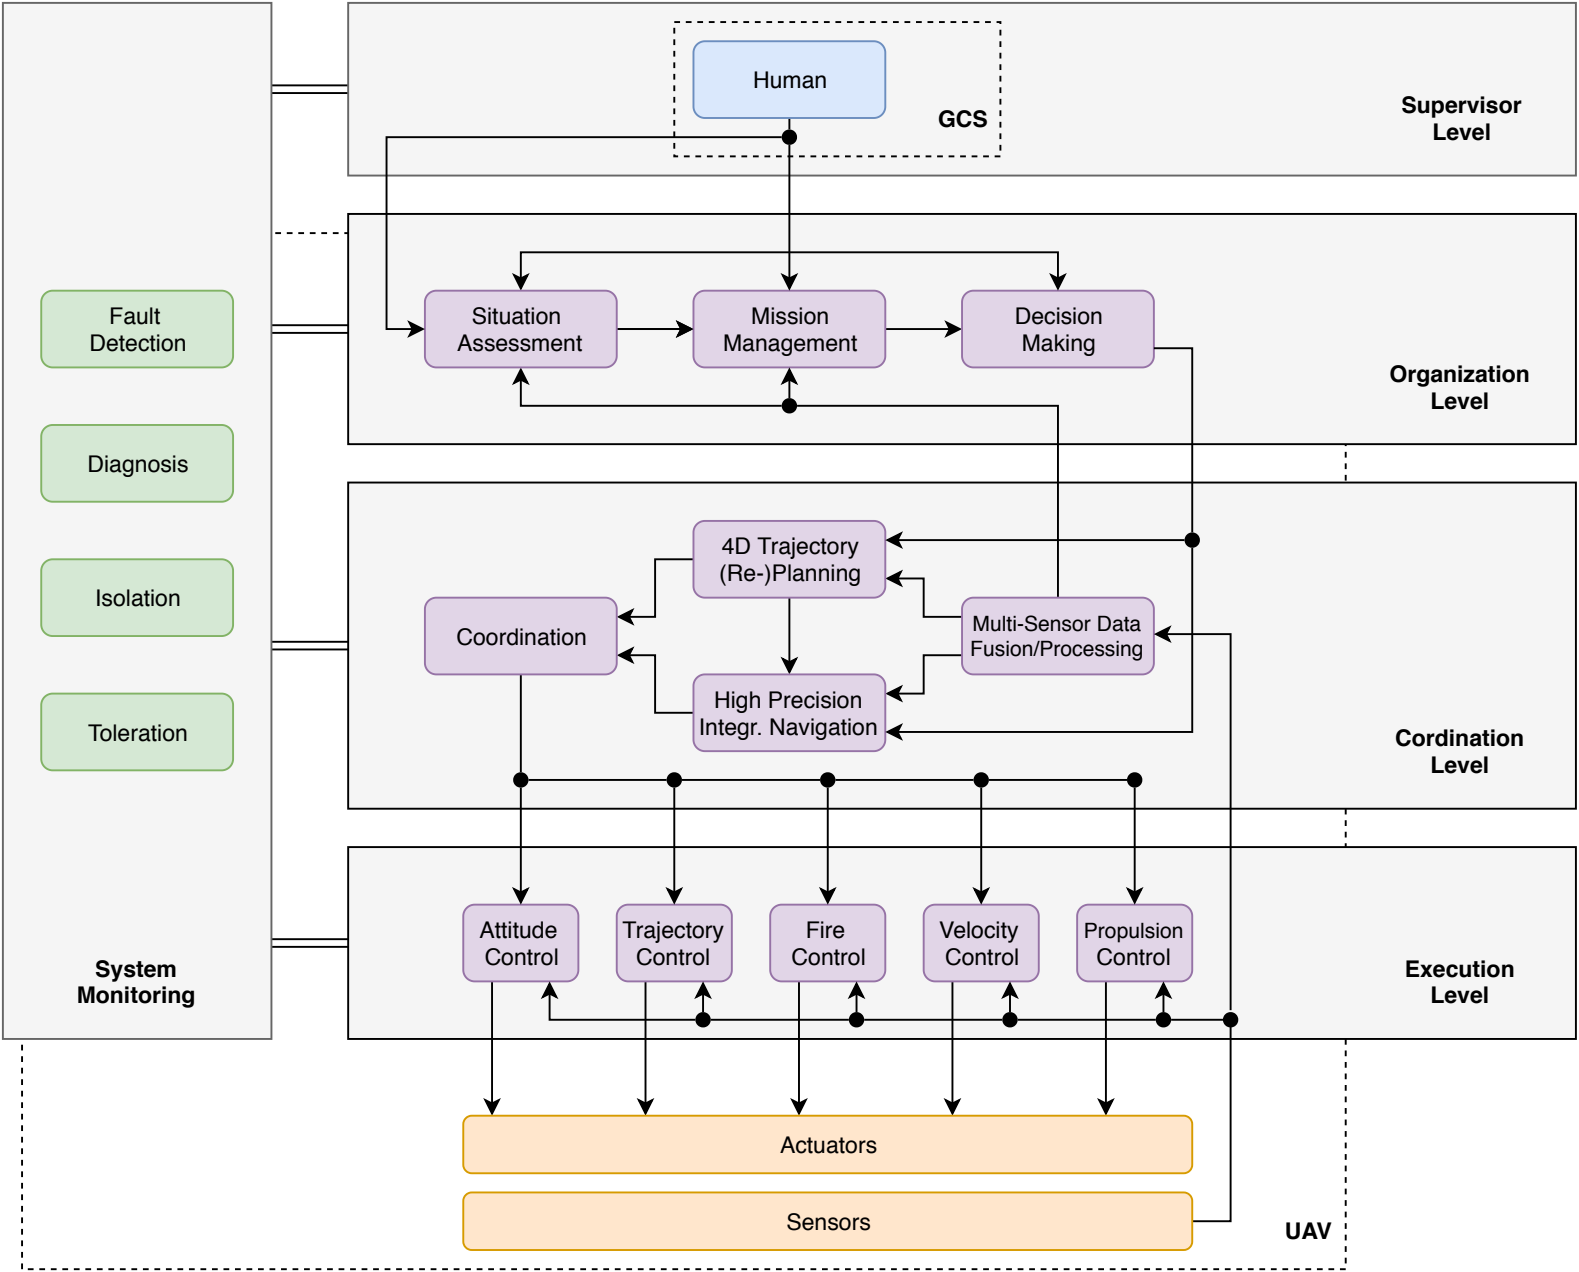 Human
GCS
Supervisor
Level
Fault
Detection
Diagnosis
Isolation
Toleration
System
Monitoring
Situation
Assessment
Mission
Management
Decision
Making
Organization
Level
4D Trajectory
(Re-)Planning
Coordination
Multi-Sensor Data
Fusion/Processing
High Precision
Integr. Navigation
Cordination
Level
Attitude
Control
Trajectory
Control
Fire
Control
Velocity
Control
Propulsion
Control
Execution
Level
Actuators
Sensors
UAV